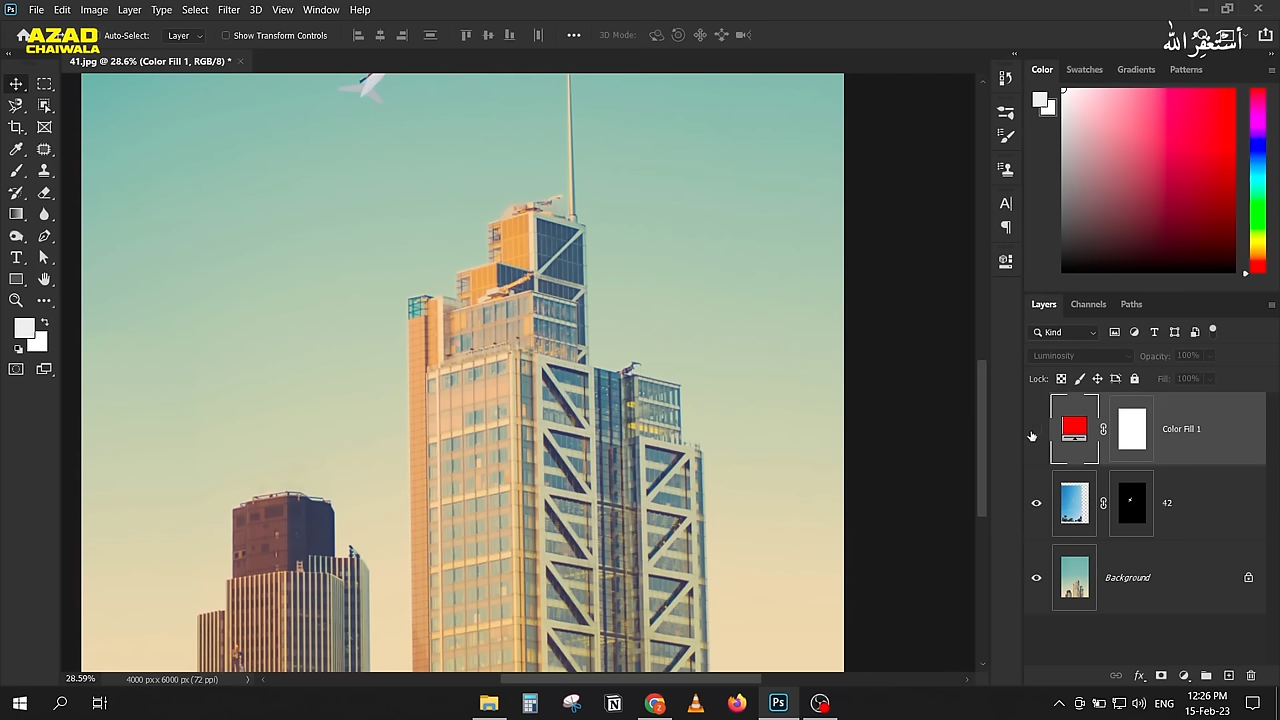 File Edit Image Layer Type Select Filter 3D View Window Help
AZAD
CHAIWALA
Auto-Select: Layer Show Transform Controls 3D Mode:
أستغفر الله
41.jpg @ 28.6% (Color Fill 1, RGB/8) *
Color Swatches Gradients Patterns
Layers Channels Paths
Kind
Luminosity Opacity: 100%
Lock: Fill: 100%
Color Fill 1
42
Background
28.59% 4000 px x 6000 px (72 ppi)
ENG
12:26 PM
15-Feb-23